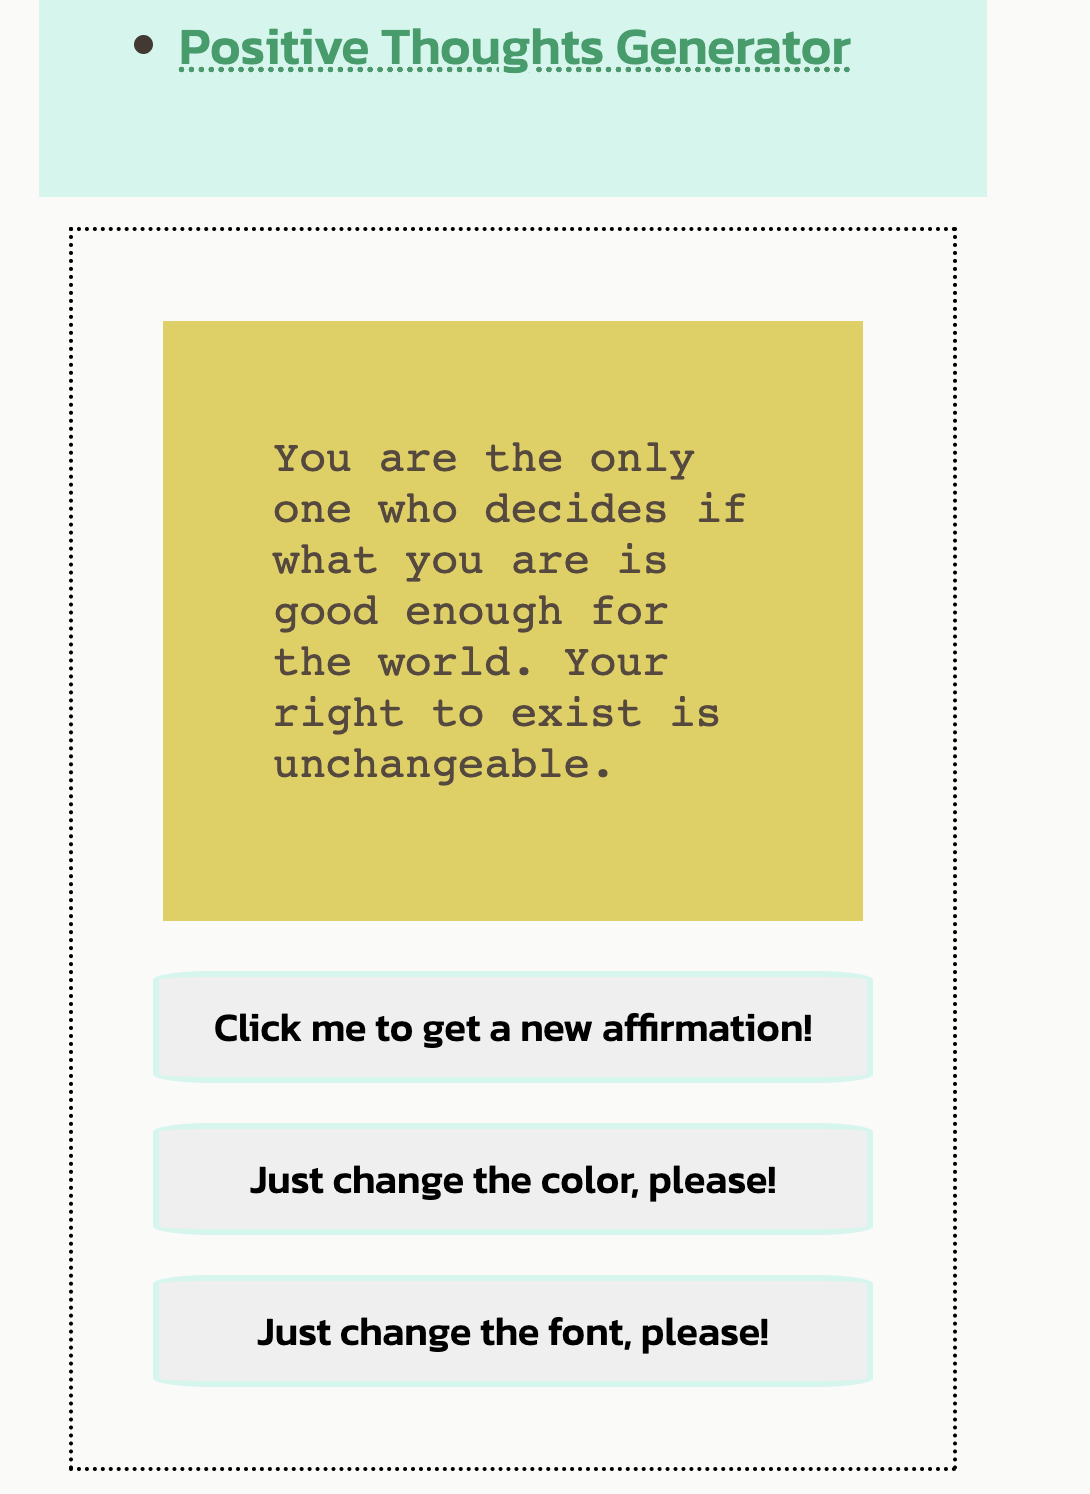 Positive Thoughts Generator
You are the only
one who decides if
what you are is
good enough for
the world. Your
right to exist is
unchangeable.
Click me to get a new affirmation!
Just change the color, please!
Just change the font, please!